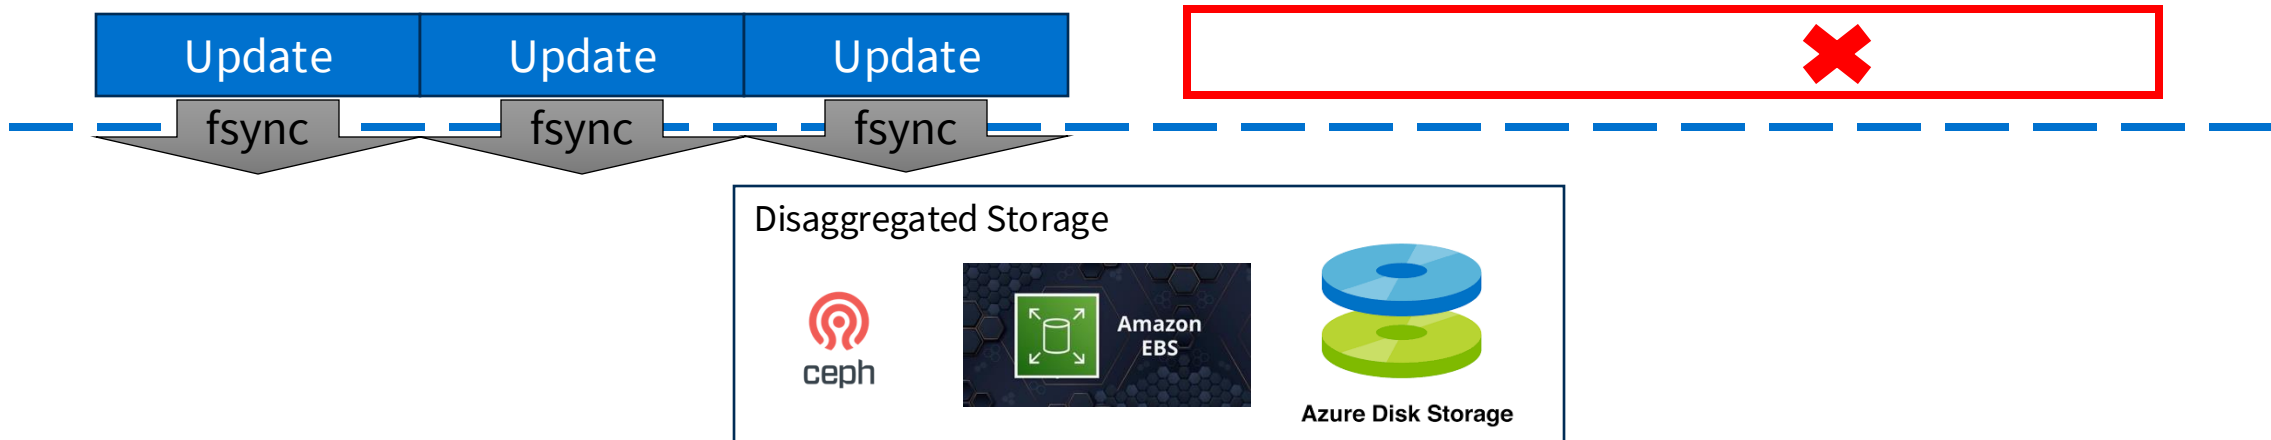 Update Update Update
fsync fsync fsync
Disaggregated Storage
Amazon
EBS
ceph
Azure Disk Storage